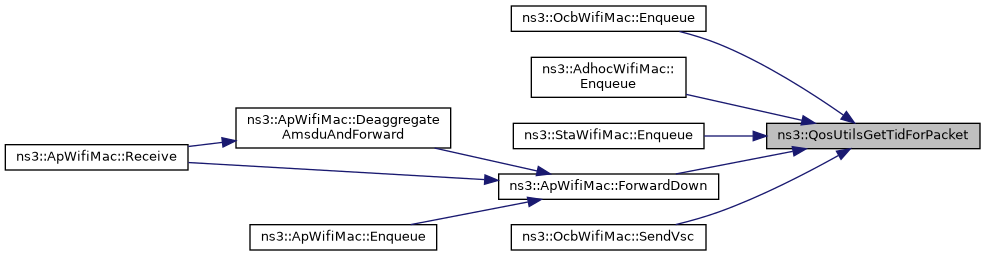 ns3::OcbWifiMac::Enqueue
ns3::AdhocWifiMac::
Enqueue
ns3::ApWifiMac::Deaggregate
AmsduAndForward
ns3::StaWifiMac::Enqueue
ns3::QosUtilsGetTidForPacket
ns3::ApWifiMac::Receive
ns3::ApWifiMac::ForwardDown
ns3::ApWifiMac::Enqueue
ns3::OcbWifiMac::SendVsc